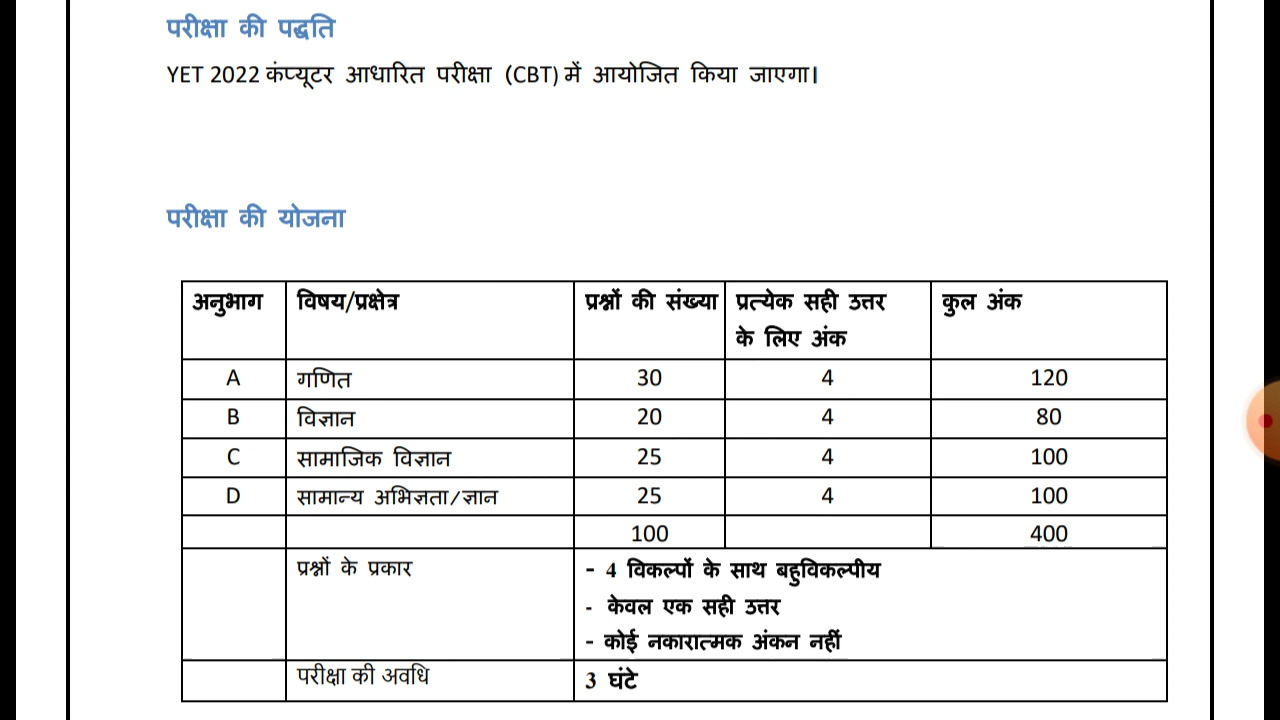 परीक्षा की पद्धति
YET 2022 कंप्यूटर आधारित परीक्षा (CBT) में आयोजित किया जाएगा।
परीक्षा की योजना
अनुभाग विषय/प्रक्षेत्र प्रश्नों की संख्या प्रत्येक सही उत्तर के लिए अंक कुल अंक
A गणित 30 4 120
B विज्ञान 20 4 80
C सामाजिक विज्ञान 25 4 100
D सामान्य अभिज्ञता/ज्ञान 25 4 100
100 400
प्रश्नों के प्रकार - 4 विकल्पों के साथ बहुविकल्पीय
- केवल एक सही उत्तर
- कोई नकारात्मक अंकन नहीं
परीक्षा की अवधि 3 घंटे